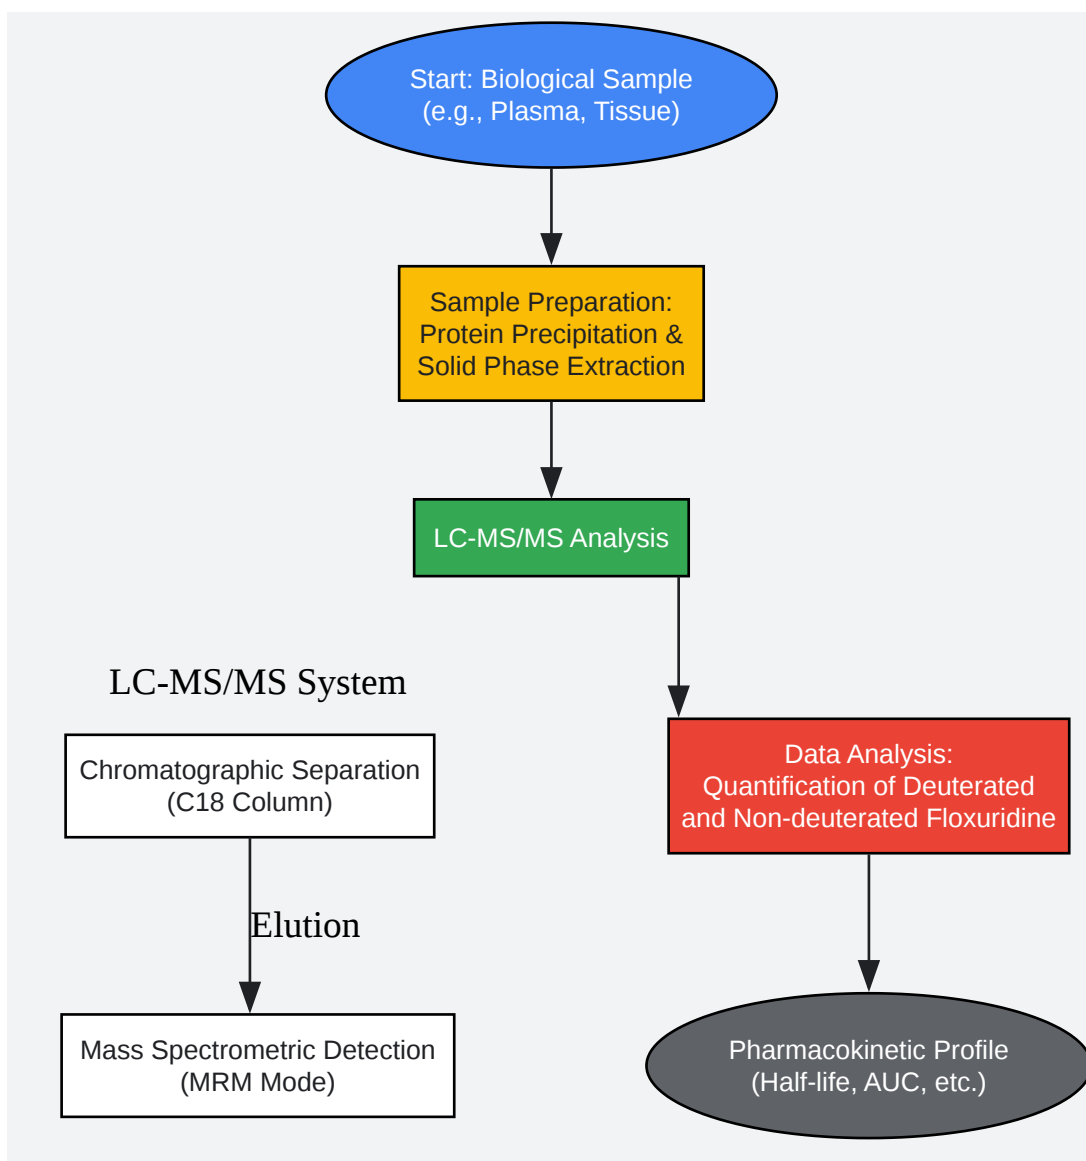 Start: Biological Sample
(e.g., Plasma, Tissue)
Sample Preparation:
Protein Precipitation &
Solid Phase Extraction
LC-MS/MS Analysis
LC-MS/MS System
Chromatographic Separation
(C18 Column)
Elution
Mass Spectrometric Detection
(MRM Mode)
Data Analysis:
Quantification of Deuterated
and Non-deuterated Floxuridine
Pharmacokinetic Profile
(Half-life, AUC, etc.)